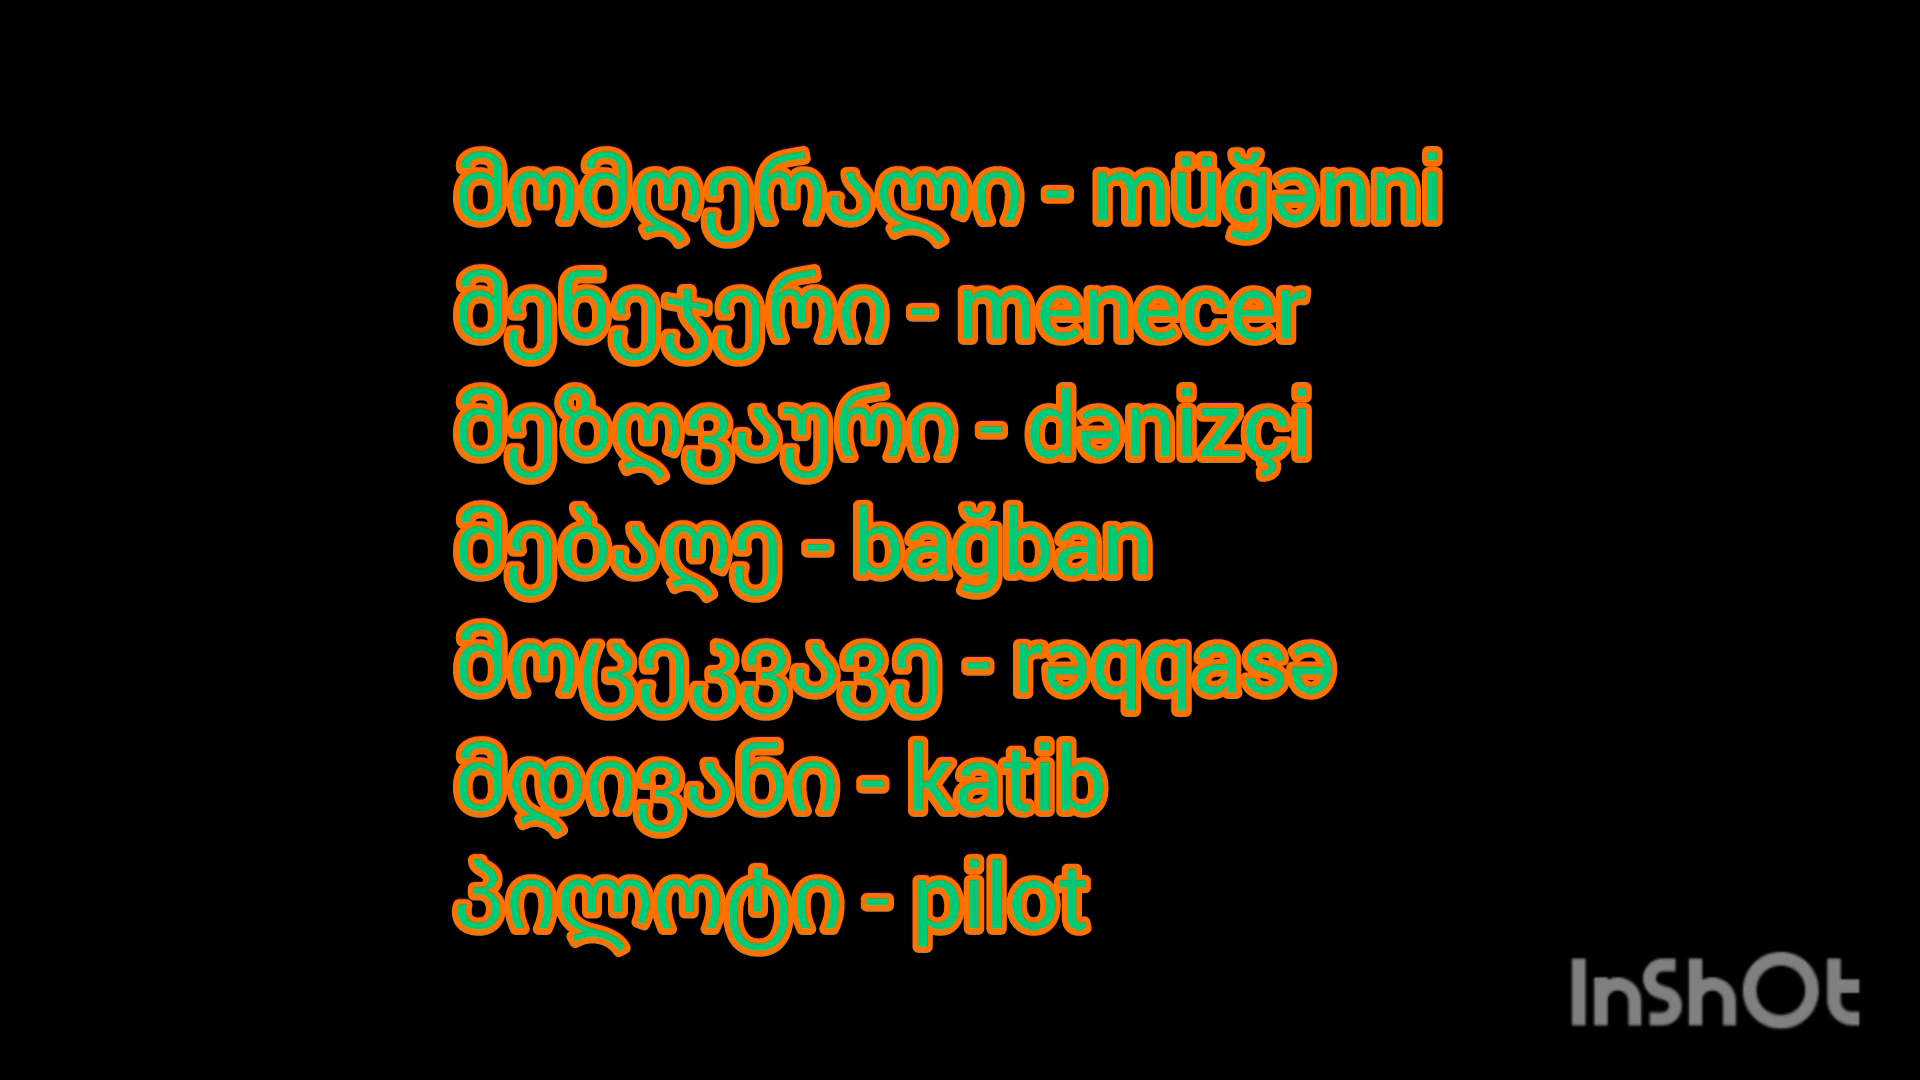 მომღერალი - müğənni
მენეჯერი - menecer
მეზღვაური - dənizçi
მებაღე - bağban
მოცეკვავე - rəqqasə
მდივანი - katib
პილოტი - pilot
InShOt